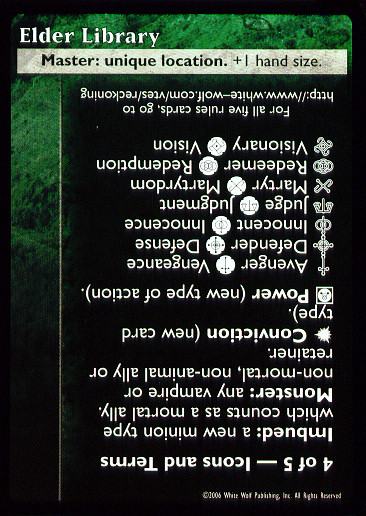 Elder Library
Master: unique location. +1 hand size.
4 of 5 — Icons and Terms
Imbued: a new minion type
which counts as a mortal ally.
Monster: any vampire or
non-mortal, non-animal ally or
retainer.
Conviction (new card
type).
Power (new type of action).
Avenger Vengeance
Defender Defense
Innocent Innocence
Judge Judgment
Martyr Martyrdom
Redeemer Redemption
Visionary Vision
For all five rules cards, go to
http://www.white-wolf.com/vtes/reckoning
©2006 White Wolf Publishing, Inc. All Rights Reserved